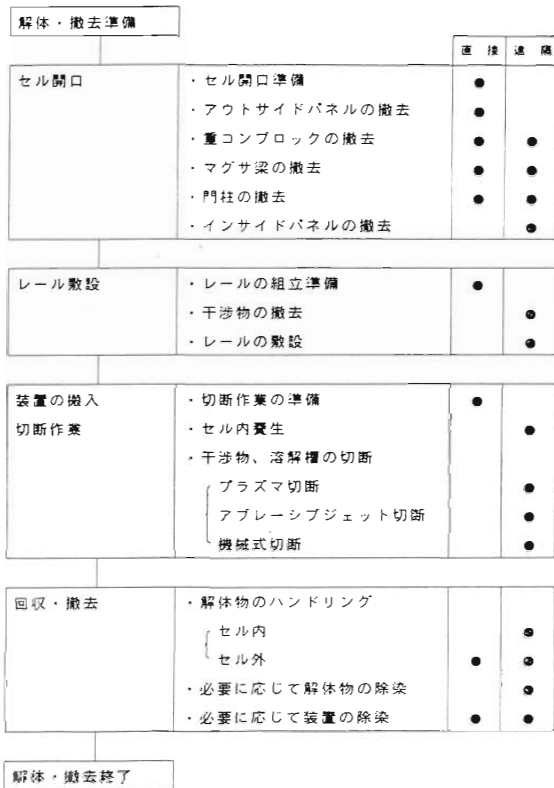 解体・撤去準備
直 接 遠 隔
セル開口 ・セル開口準備 ●
・アウトサイドパネルの撤去 ●
・重コンブロックの撤去 ● ●
・マグサ梁の撤去 ● ●
・門柱の撤去 ● ●
・インサイドパネルの撤去 ●
レール敷設 ・レールの組立準備 ●
・干渉物の撤去 ●
・レールの敷設 ●
装置の搬入 ・切断作業の準備 ●
切断作業 ・セル内養生 ●
・干渉物、溶解槽の切断
プラズマ切断 ●
アブレーシブジェット切断 ●
機械式切断 ●
回収・撤去 ・解体物のハンドリング
セル内 ●
セル外 ● ●
・必要に応じて解体物の除染 ●
・必要に応じて装置の除染 ● ●
解体・撤去終了